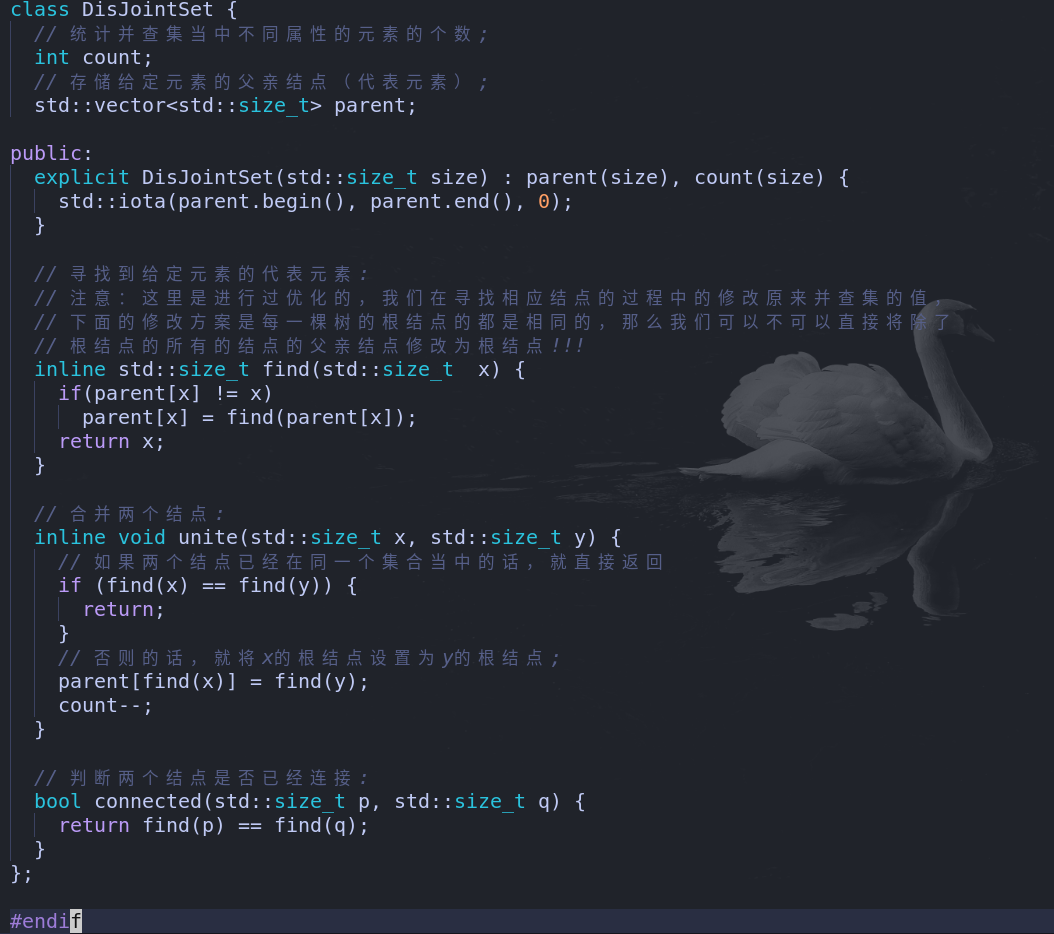 class DisJointSet {
// 统计并查集当中不同属性的元素的个数;
int count;
// 存储给定元素的父亲结点（代表元素）;
std::vector<std::size_t> parent;
public:
explicit DisJointSet(std::size_t size) : parent(size), count(size) {
std::iota(parent.begin(), parent.end(), 0);
}
// 寻找到给定元素的代表元素:
// 注意：这里是进行过优化的，我们在寻找相应结点的过程中的修改原来并查集的值，
// 下面的修改方案是每一棵树的根结点的都是相同的，那么我们可以不可以直接将除了
// 根结点的所有的结点的父亲结点修改为根结点!!!
inline std::size_t find(std::size_t  x) {
if(parent[x] != x)
parent[x] = find(parent[x]);
return x;
}
// 合并两个结点:
inline void unite(std::size_t x, std::size_t y) {
// 如果两个结点已经在同一个集合当中的话，就直接返回
if (find(x) == find(y)) {
return;
}
// 否则的话，就将x的根结点设置为y的根结点;
parent[find(x)] = find(y);
count--;
}
// 判断两个结点是否已经连接:
bool connected(std::size_t p, std::size_t q) {
return find(p) == find(q);
}
};
#endif